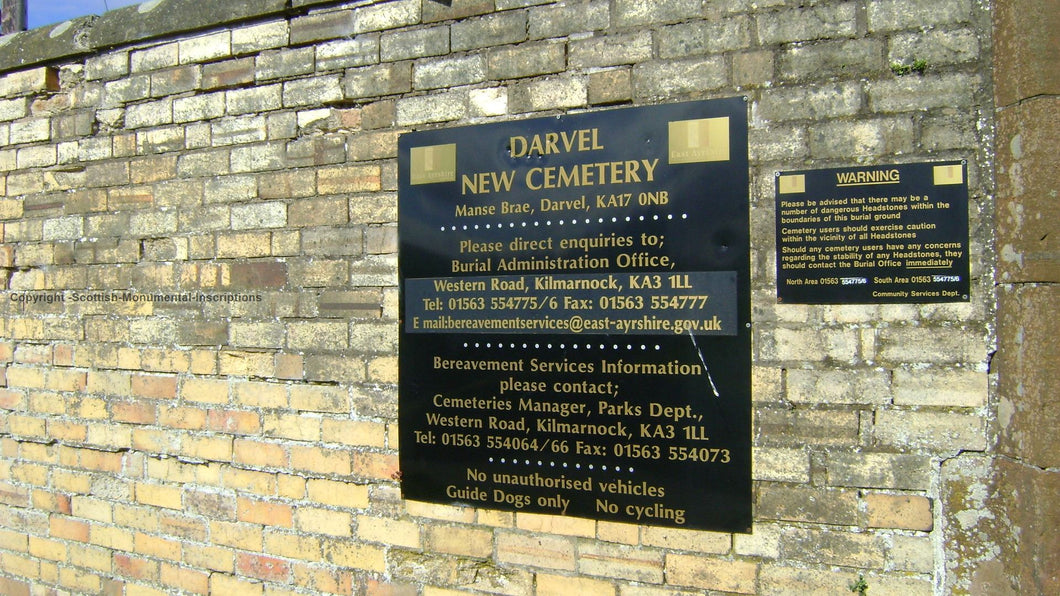 DARVEL
NEW CEMETERY
Manse Brae, Darvel, KA17 0NB
Please direct enquiries to;
Burial Administration Office,
Western Road, Kilmarnock, KA3 1LL
Tel: 01563 554775/6 Fax: 01563 554777
E mail:bereavementservices@east-ayrshire.gov.uk
Bereavement Services Information
please contact;
Cemeteries Manager, Parks Dept.,
Western Road, Kilmarnock, KA3 1LL
Tel: 01563 554064/66 Fax: 01563 554073
No unauthorised vehicles
Guide Dogs only No cycling
WARNING
Please be advised that there may be a
number of dangerous Headstones within the
boundaries of this burial ground
Cemetery users should exercise caution
within the vicinity of all Headstones
Should any cemetery users have any concerns
regarding the stability of any Headstones, they
should contact the Burial Office immediately
North Area 01563 554775/6 South Area 01563 554775/6
Community Services Dept.
Copyright -Scottish-Monumental-Inscriptions